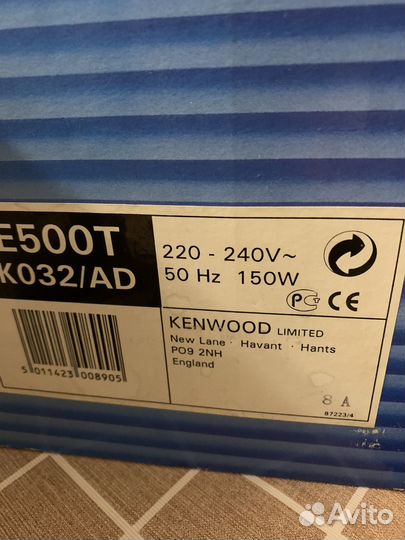 E500T
K032/AD
220 - 240V~
50 Hz 150W
CE
KENWOOD LIMITED
New Lane · Havant · Hants
PO9 2NH
England
5 011423 008905
8 A
87223/4
Avito